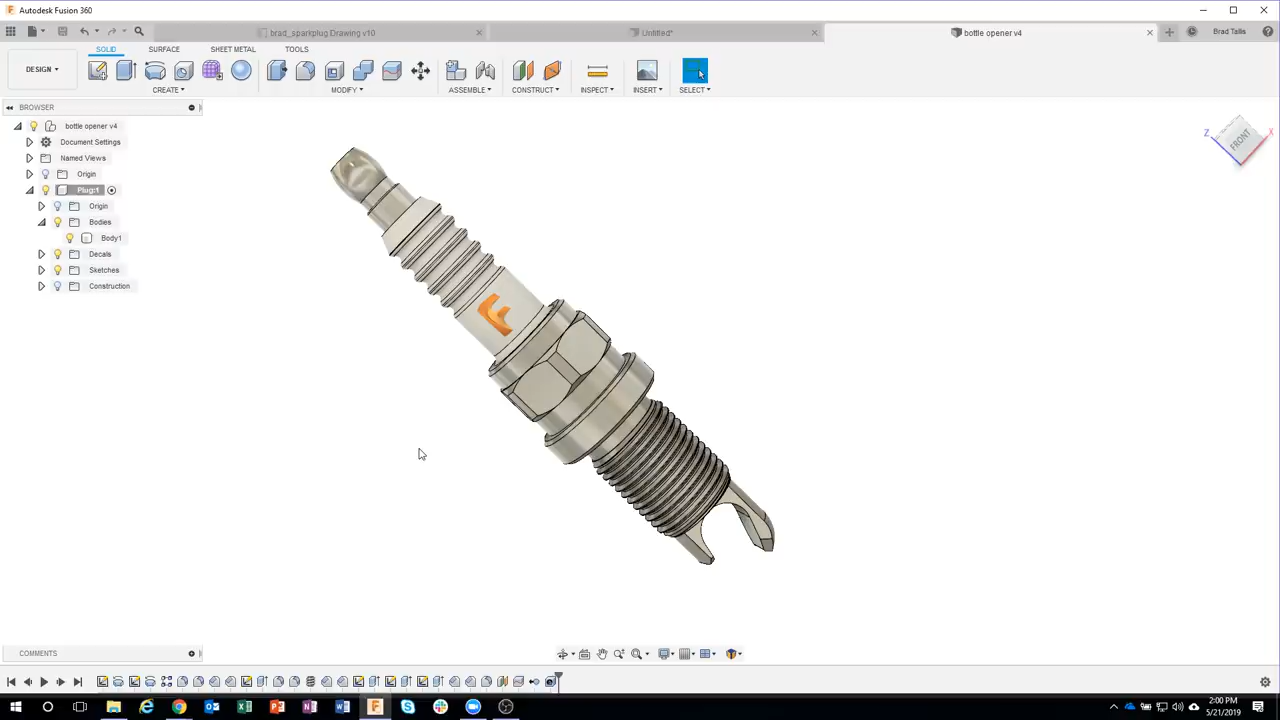 Autodesk Fusion 360
brad_sparkplug Drawing v10
Untitled*
bottle opener v4
Brad Tallis
SOLID
SURFACE
SHEET METAL
TOOLS
DESIGN
CREATE
MODIFY
ASSEMBLE
CONSTRUCT
INSPECT
INSERT
SELECT
BROWSER
bottle opener v4
Document Settings
Named Views
Origin
Plug:1
Origin
Bodies
Body1
Decals
Sketches
Construction
Z
FRONT
X
F
COMMENTS
2:00 PM
5/21/2019